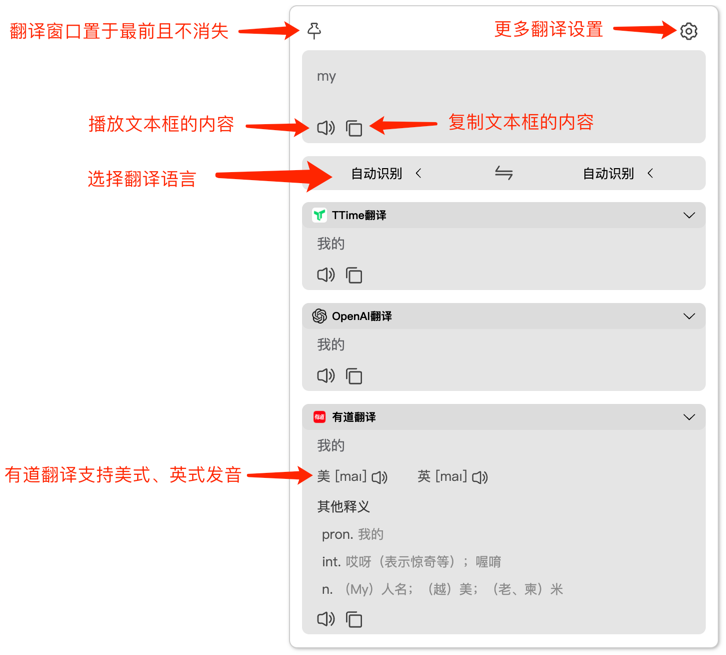 翻译窗口置于最前且不消失
更多翻译设置
my
播放文本框的内容
复制文本框的内容
选择翻译语言
自动识别
自动识别
TTime翻译
我的
OpenAI翻译
我的
有道
有道翻译
我的
有道翻译支持美式、英式发音
美 [maɪ] 英 [maɪ]
其他释义
pron. 我的
int. 哎呀（表示惊奇等）；喔唷
n. （My）人名；（越）美；（老、柬）米